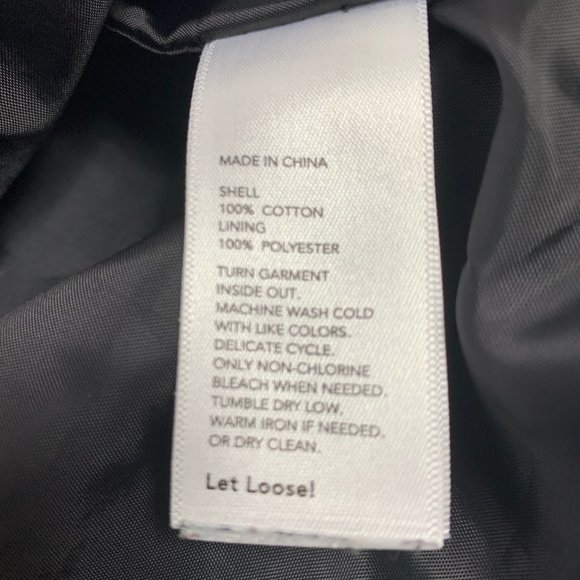 MADE IN CHINA
SHELL
100% COTTON
LINING
100% POLYESTER
TURN GARMENT
INSIDE OUT.
MACHINE WASH COLD
WITH LIKE COLORS.
DELICATE CYCLE.
ONLY NON-CHLORINE
BLEACH WHEN NEEDED.
TUMBLE DRY LOW.
WARM IRON IF NEEDED.
OR DRY CLEAN.
Let Loose!